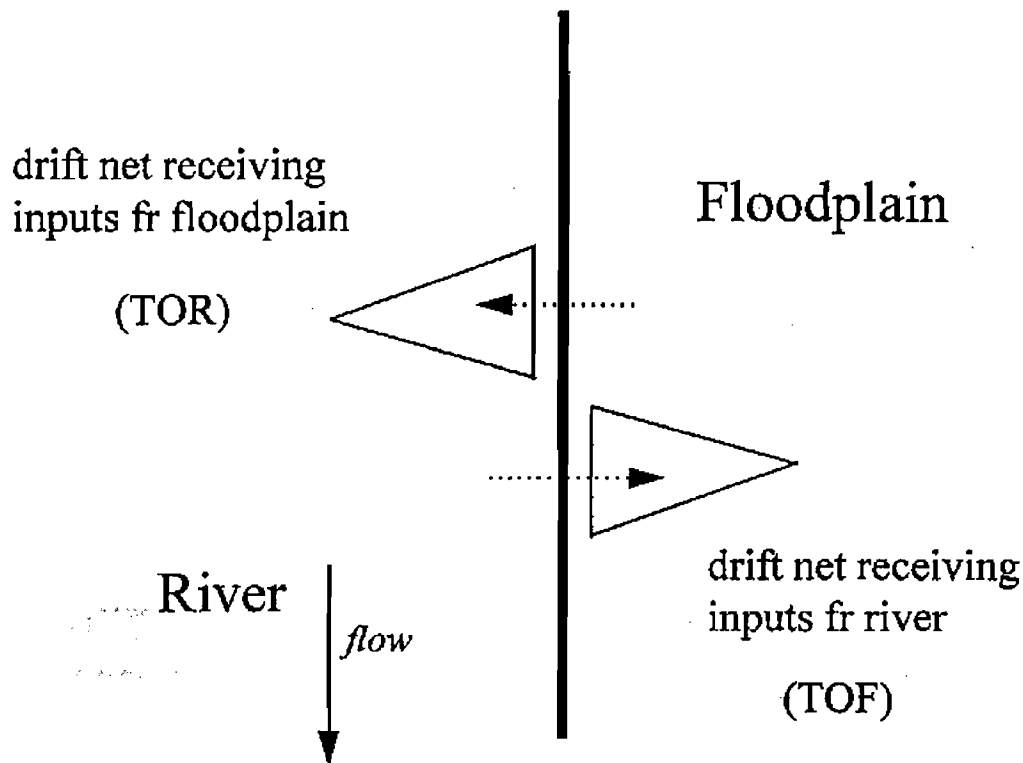 drift net receiving
inputs fr floodplain
(TOR)
Floodplain
River
flow
drift net receiving
inputs fr river
(TOF)